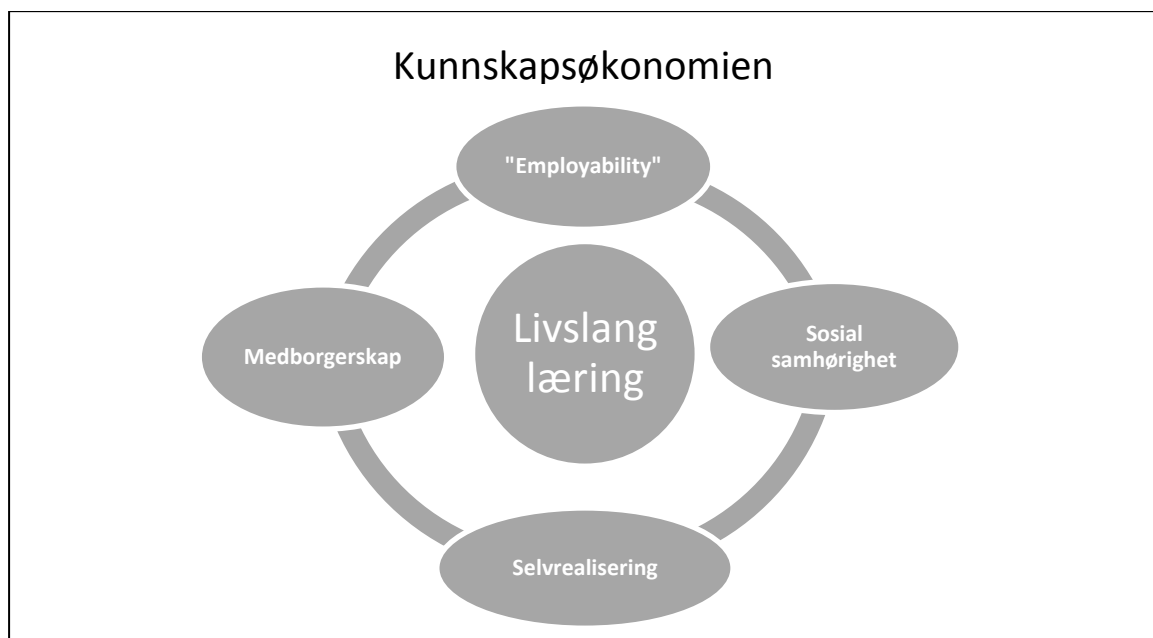 Kunnskapsøkonomien
"Employability"
Livslang
læring
Sosial
samhørighet
Medborgerskap
Selvrealisering